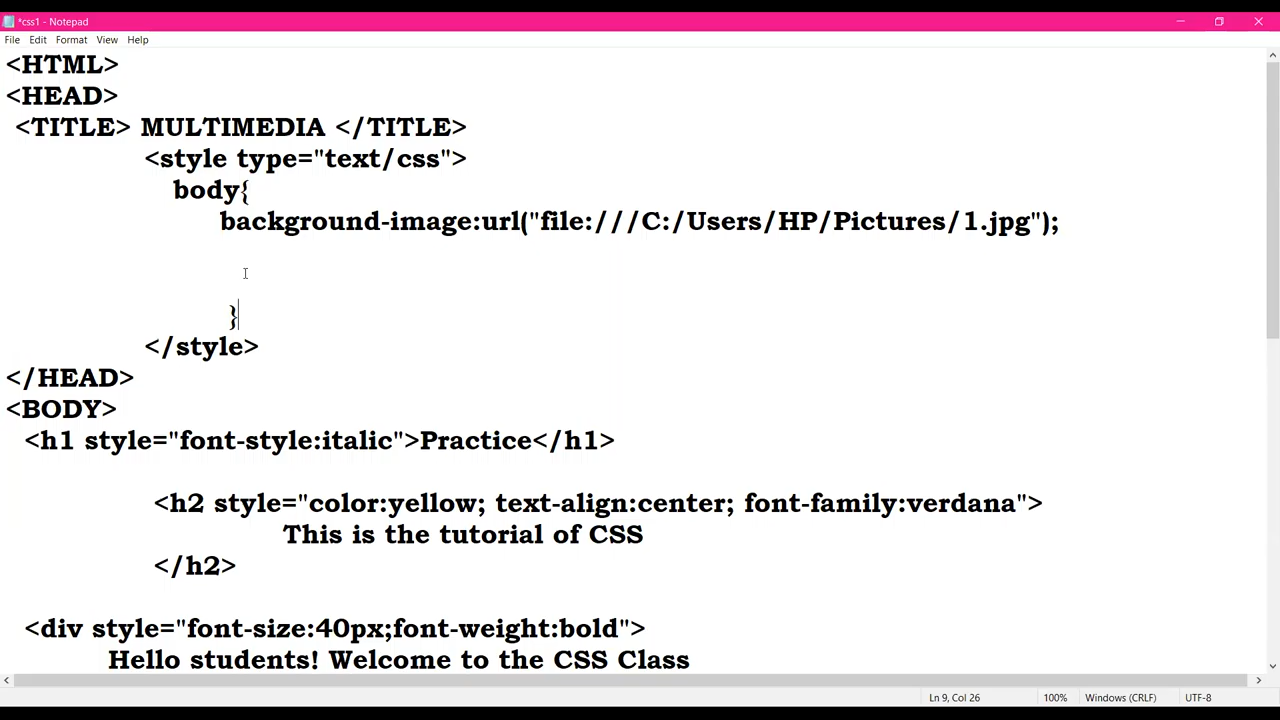 *css1 - Notepad
File Edit Format View Help
<HTML>
<HEAD>
<TITLE> MULTIMEDIA </TITLE>
<style type="text/css">
body{
background-image:url("file:///C:/Users/HP/Pictures/1.jpg");
}
</style>
</HEAD>
<BODY>
<h1 style="font-style:italic">Practice</h1>
<h2 style="color:yellow; text-align:center; font-family:verdana">
This is the tutorial of CSS
</h2>
<div style="font-size:40px;font-weight:bold">
Hello students! Welcome to the CSS Class
Ln 9, Col 26 100% Windows (CRLF) UTF-8